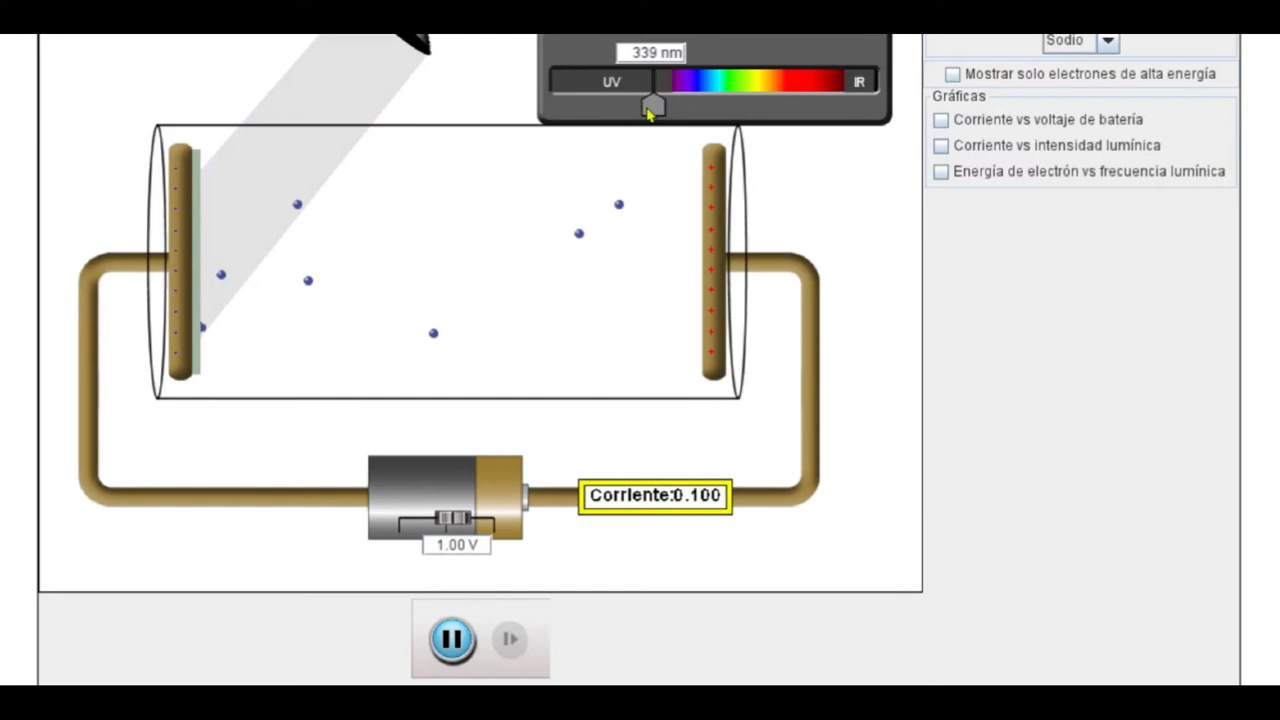 Sodio
339 nm
UV
IR
Mostrar solo electrones de alta energía
Gráficas
Corriente vs voltaje de batería
Corriente vs intensidad lumínica
Energía de electrón vs frecuencia lumínica
Corriente:0.100
1.00 V